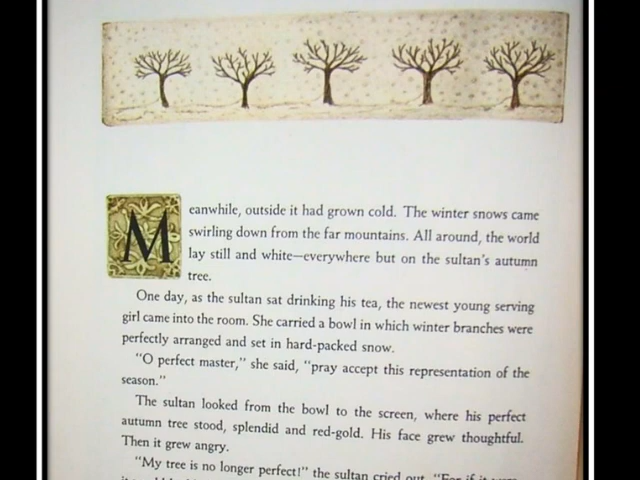 Meanwhile, outside it had grown cold. The winter snows came
swirling down from the far mountains. All around, the world
lay still and white—everywhere but on the sultan's autumn
tree.
One day, as the sultan sat drinking his tea, the newest young serving
girl came into the room. She carried a bowl in which winter branches were
perfectly arranged and set in hard-packed snow.
"O perfect master," she said, "pray accept this representation of the
season."
The sultan looked from the bowl to the screen, where his perfect
autumn tree stood, splendid and red-gold. His face grew thoughtful.
Then it grew angry.
"My tree is no longer perfect!" the sultan cried out. "For if it were